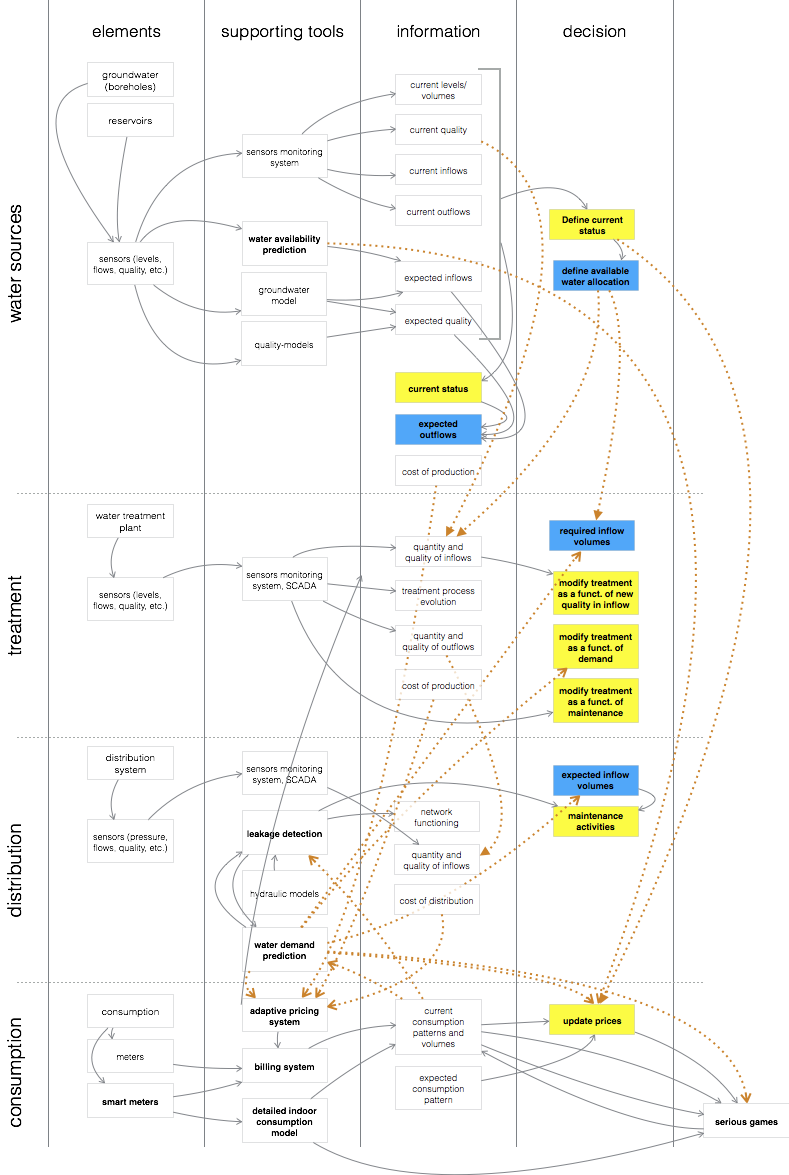 elements
supporting tools
information
decision
water sources
groundwater
(boreholes)
reservoirs
sensors (levels,
flows, quality, etc.)
sensors monitoring
system
water availability
prediction
groundwater
model
quality-models
current levels/
volumes
current quality
current inflows
current outflows
expected inflows
expected quality
current status
expected
outflows
cost of production
Define current
status
define available
water allocation
treatment
water treatment
plant
sensors (levels,
flows, quality, etc.)
sensors monitoring
system, SCADA
quantity and
quality of inflows
treatment process
evolution
quantity and
quality of outflows
cost of production
required inflow
volumes
modify treatment
as a funct. of new
quality in inflow
modify treatment
as a funct. of
demand
modify treatment
as a funct. of
maintenance
distribution
distribution
system
sensors (pressure,
flows, quality, etc.)
sensors monitoring
system, SCADA
leakage detection
hydraulic models
water demand
prediction
network
functioning
quantity and
quality of inflows
cost of distribution
expected inflow
volumes
maintenance
activities
consumption
consumption
meters
smart meters
adaptive pricing
system
billing system
detailed indoor
consumption
model
current
consumption
patterns and
volumes
expected
consumption
pattern
update prices
serious games